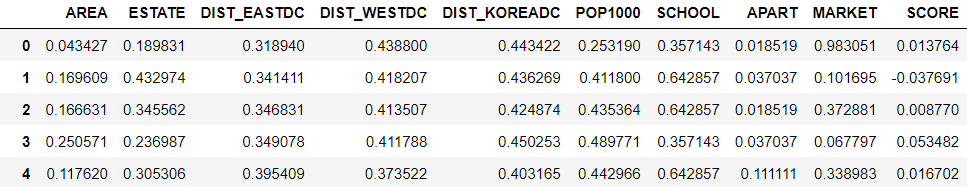 AREA ESTATE DIST_EASTDC DIST_WESTDC DIST_KOREADC POP1000 SCHOOL APART MARKET SCORE
0 0.043427 0.189831 0.318940 0.438800 0.443422 0.253190 0.357143 0.018519 0.983051 0.013764
1 0.169609 0.432974 0.341411 0.418207 0.436269 0.411800 0.642857 0.037037 0.101695 -0.037691
2 0.166631 0.345562 0.346831 0.413507 0.424874 0.435364 0.642857 0.018519 0.372881 0.008770
3 0.250571 0.236987 0.349078 0.411788 0.450253 0.489771 0.357143 0.037037 0.067797 0.053482
4 0.117620 0.305306 0.395409 0.373522 0.403165 0.442966 0.642857 0.111111 0.338983 0.016702